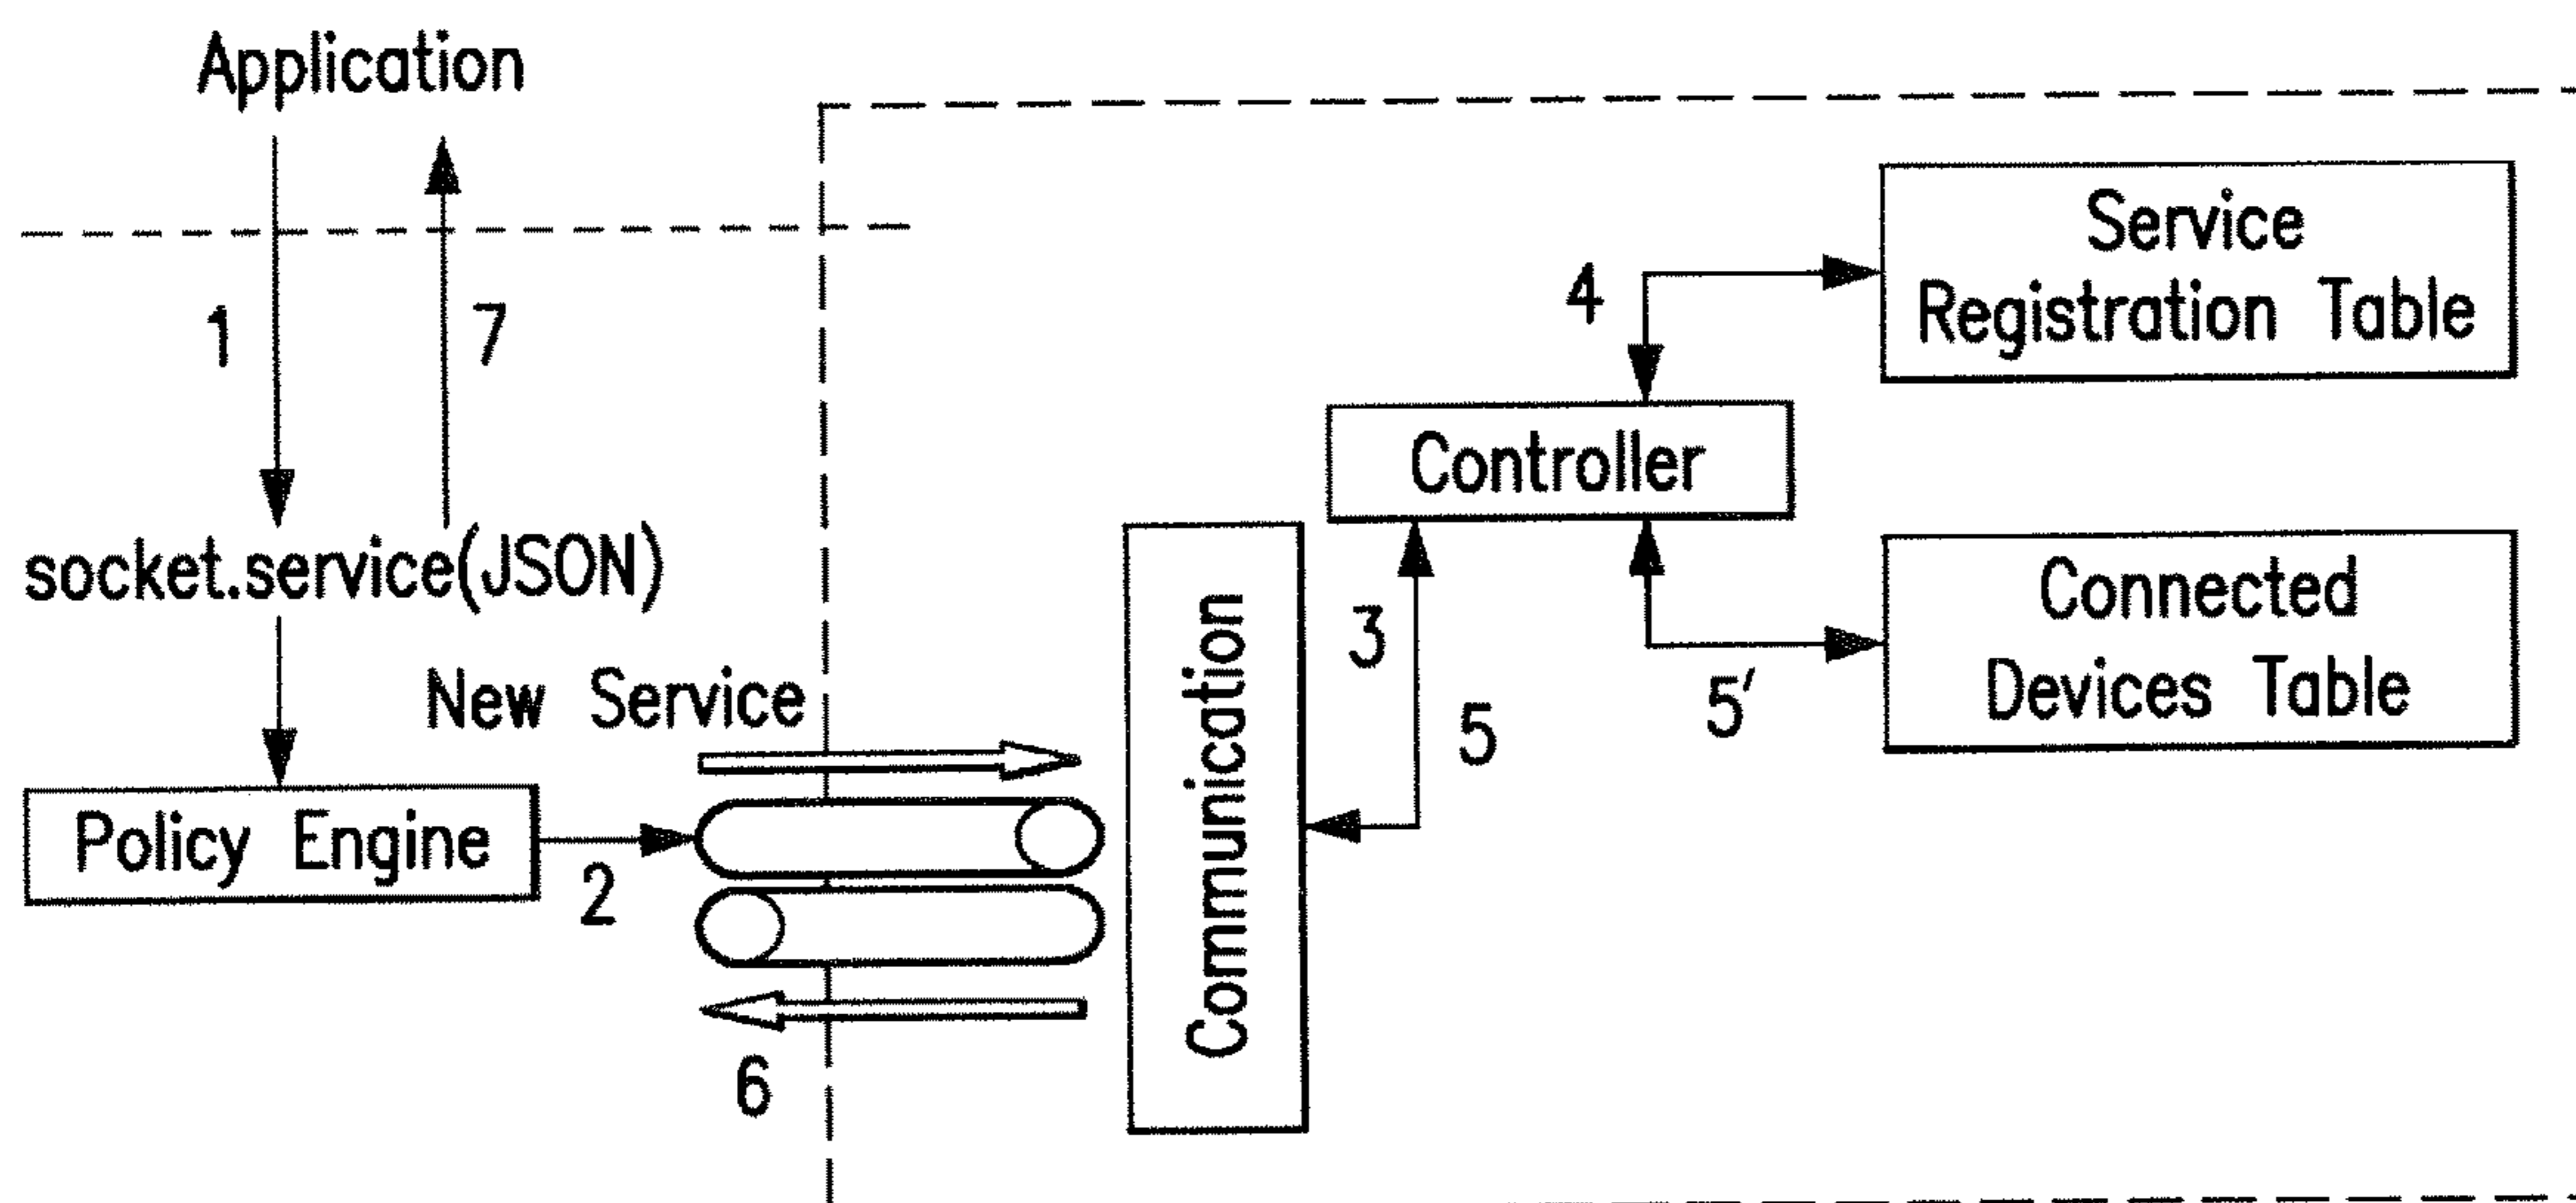 Application
1
7
socket.service(JSON)
New Service
Policy Engine
2
6
Communication
3
5
Controller
4
5′
Service
Registration Table
Connected
Devices Table